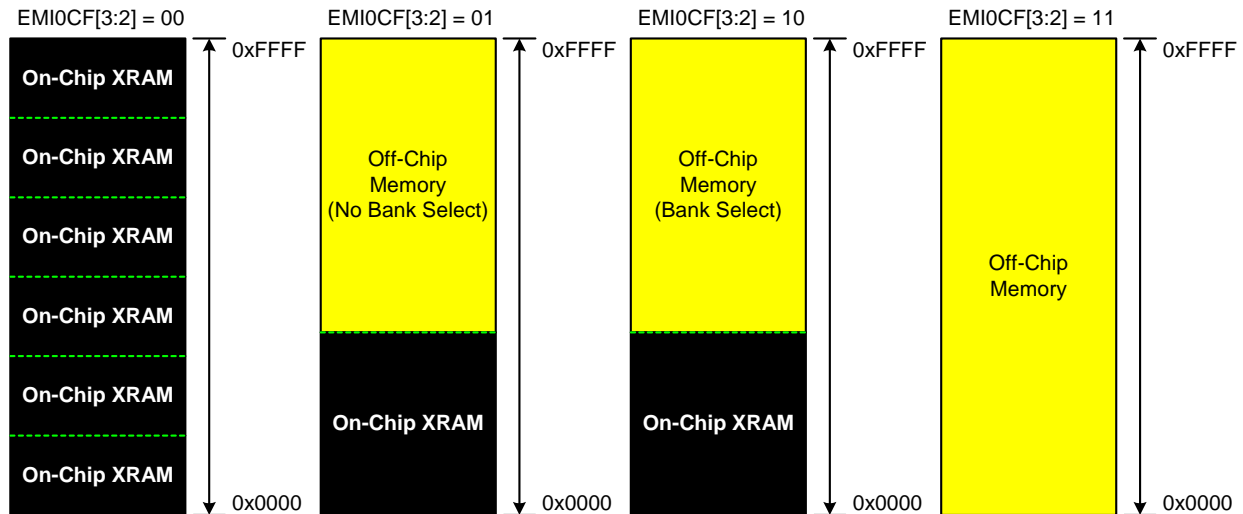 EMI0CF[3:2] = 00
On-Chip XRAM
On-Chip XRAM
On-Chip XRAM
On-Chip XRAM
On-Chip XRAM
On-Chip XRAM
0xFFFF
0x0000
EMI0CF[3:2] = 01
Off-Chip
Memory
(No Bank Select)
On-Chip XRAM
0xFFFF
0x0000
EMI0CF[3:2] = 10
Off-Chip
Memory
(Bank Select)
On-Chip XRAM
0xFFFF
0x0000
EMI0CF[3:2] = 11
Off-Chip
Memory
0xFFFF
0x0000